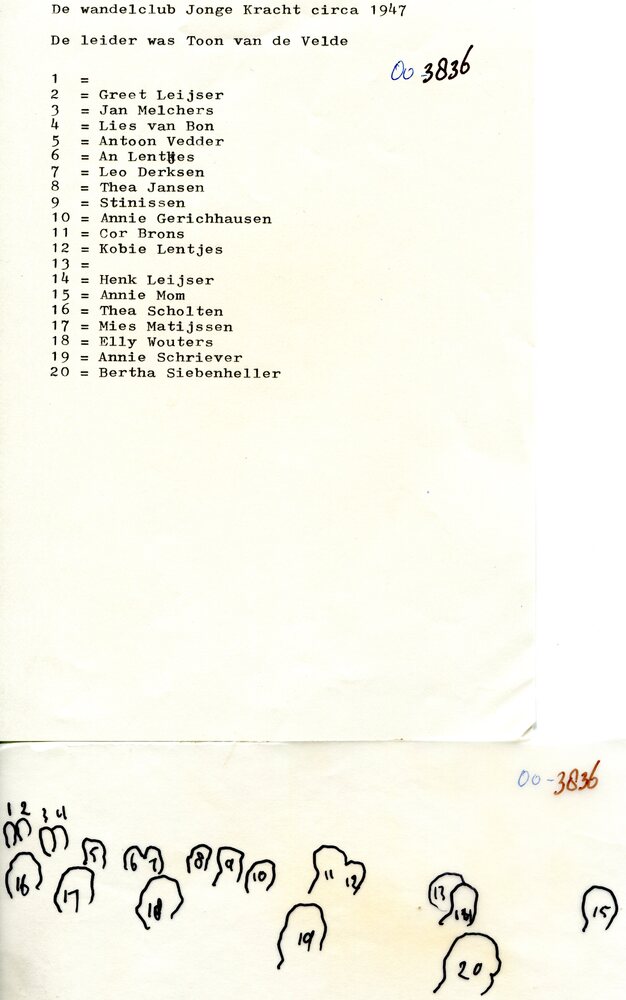 De wandelclub Jonge Kracht circa 1947
De leider was Toon van de Velde
00-3836
1 =
2 = Greet Leijser
3 = Jan Melchers
4 = Lies van Bon
5 = Antoon Vedder
6 = An Lentjes
7 = Leo Derksen
8 = Thea Jansen
9 = Stinissen
10 = Annie Gerichhausen
11 = Cor Brons
12 = Kobie Lentjes
13 =
14 = Henk Leijser
15 = Annie Mom
16 = Thea Scholten
17 = Mies Matijssen
18 = Elly Wouters
19 = Annie Schriever
20 = Bertha Siebenheller
00-3836
1 2 3 4
5 6 7 8 9 10 11 12 13 14 15
16 17 18 19 20